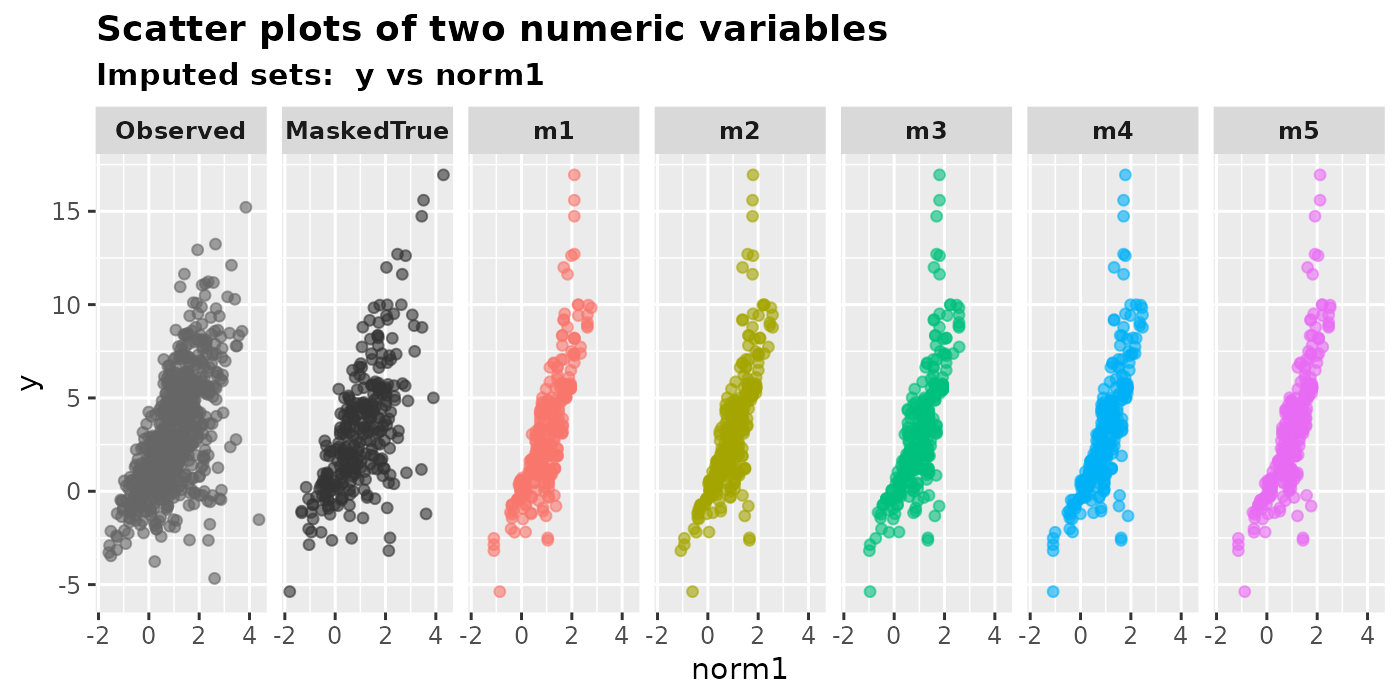 Scatter plots of two numeric variables
Imputed sets:  y vs norm1
Observed MaskedTrue m1 m2 m3 m4 m5
15
10
5
0
-5
y
-2 0 2 4 -2 0 2 4 -2 0 2 4 -2 0 2 4 -2 0 2 4 -2 0 2 4 -2 0 2 4
norm1